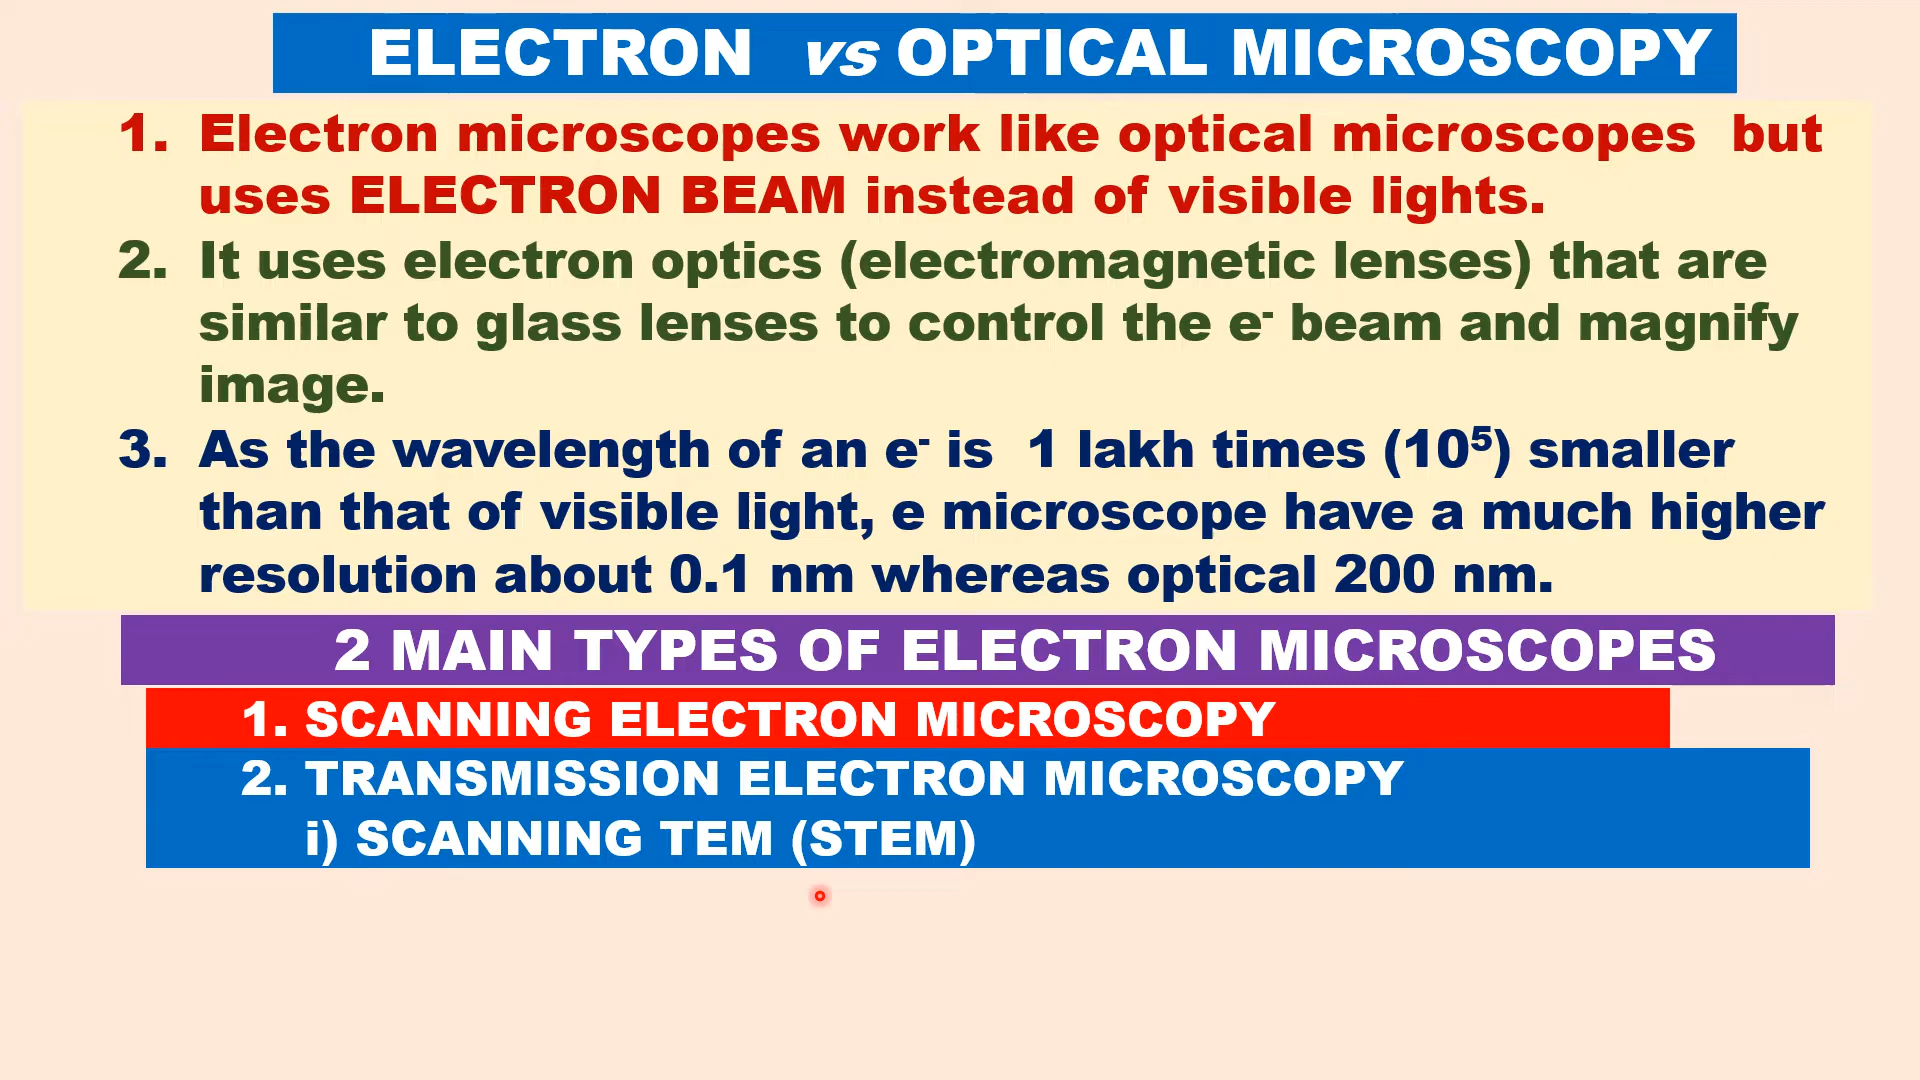 ELECTRON vs OPTICAL MICROSCOPY
1. Electron microscopes work like optical microscopes but
uses ELECTRON BEAM instead of visible lights.
2. It uses electron optics (electromagnetic lenses) that are
similar to glass lenses to control the e⁻ beam and magnify
image.
3. As the wavelength of an e⁻ is 1 lakh times (10⁵) smaller
than that of visible light, e microscope have a much higher
resolution about 0.1 nm whereas optical 200 nm.
2 MAIN TYPES OF ELECTRON MICROSCOPES
1. SCANNING ELECTRON MICROSCOPY
2. TRANSMISSION ELECTRON MICROSCOPY
i) SCANNING TEM (STEM)